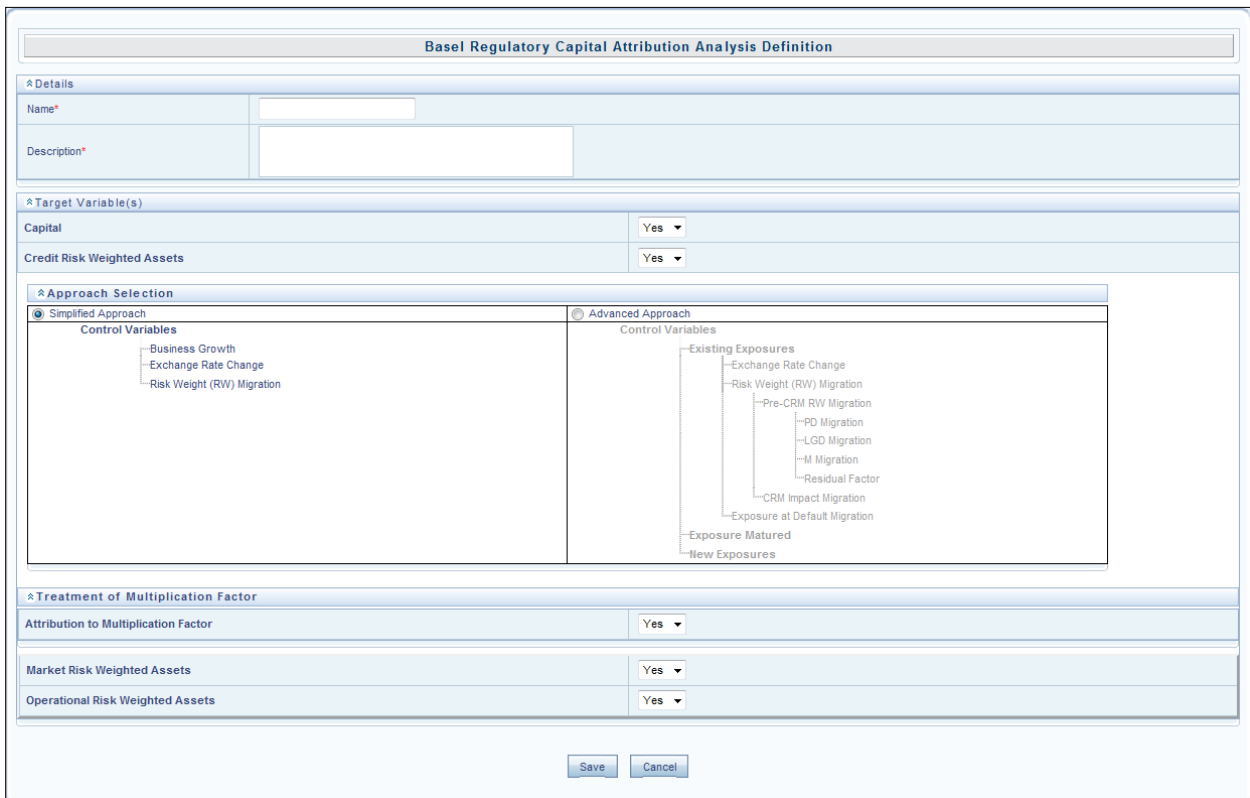 Basel Regulatory Capital Attribution Analysis Definition
Details
Name*
Description*
Target Variable(s)
Capital Yes
Credit Risk Weighted Assets Yes
Approach Selection
Simplified Approach
Control Variables
Business Growth
Exchange Rate Change
Risk Weight (RW) Migration
Advanced Approach
Control Variables
Existing Exposures
Exchange Rate Change
Risk Weight (RW) Migration
Pre-CRM RW Migration
PD Migration
LGD Migration
M Migration
Residual Factor
CRM Impact Migration
Exposure at Default Migration
Exposure Matured
New Exposures
Treatment of Multiplication Factor
Attribution to Multiplication Factor Yes
Market Risk Weighted Assets Yes
Operational Risk Weighted Assets Yes
Save Cancel